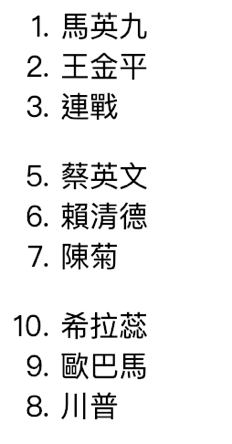 1. 馬英九
2. 王金平
3. 連戰
5. 蔡英文
6. 賴清德
7. 陳菊
10. 希拉蕊
9. 歐巴馬
8. 川普